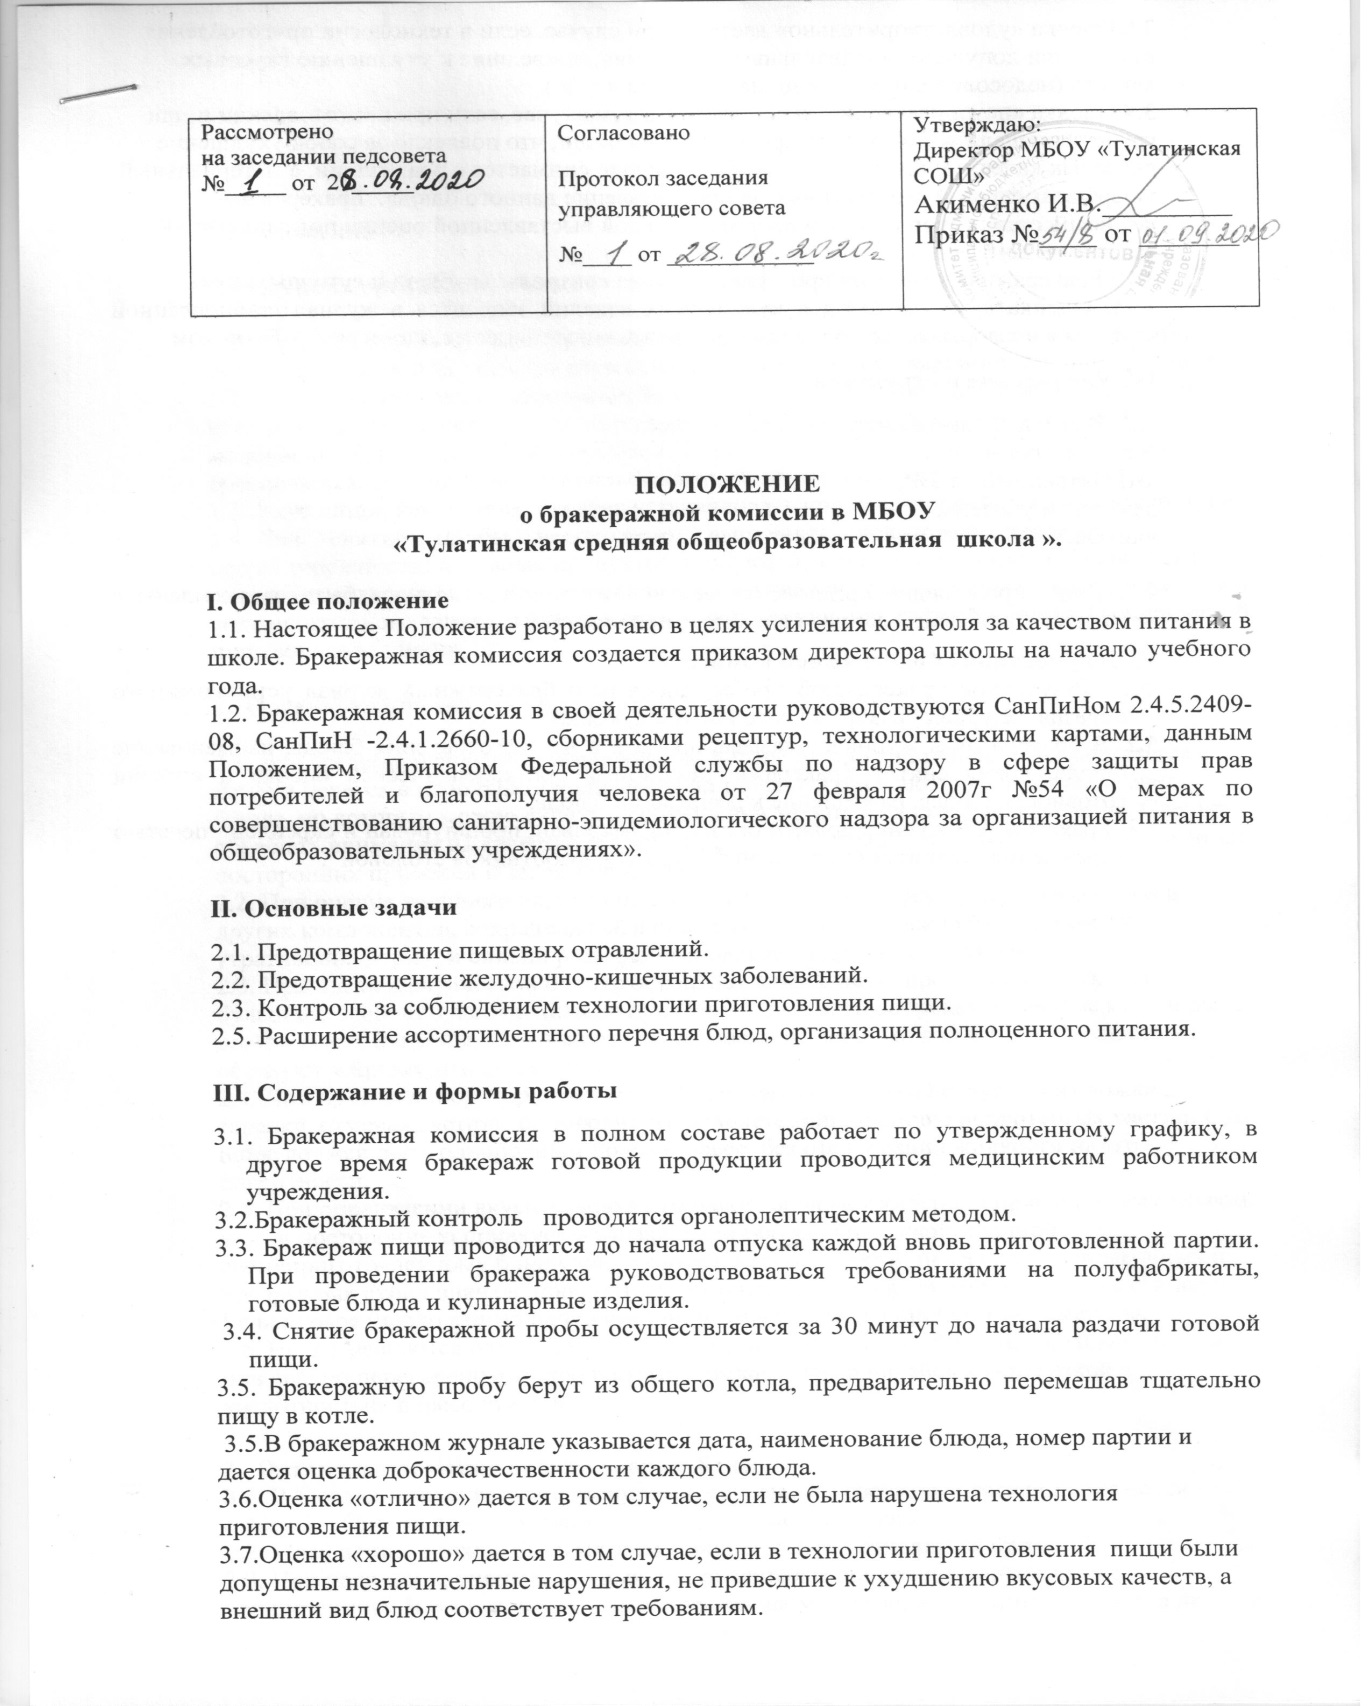 Рассмотрено
на заседании педсовета
№ 1 от 28.08.2020
Согласовано
Протокол заседания
управляющего совета
№ 1 от 28.08.2020г
Утверждаю:
Директор МБОУ «Тулатинская
СОШ»
Акименко И.В.
Приказ № 54/8 от 01.09.2020
ПОЛОЖЕНИЕ
о бракеражной комиссии в МБОУ
«Тулатинская средняя общеобразовательная школа ».
I. Общее положение
1.1. Настоящее Положение разработано в целях усиления контроля за качеством питания в
школе. Бракеражная комиссия создается приказом директора школы на начало учебного
года.
1.2. Бракеражная комиссия в своей деятельности руководствуются СанПиНом 2.4.5.2409-
08, СанПиН -2.4.1.2660-10, сборниками рецептур, технологическими картами, данным
Положением, Приказом Федеральной службы по надзору в сфере защиты прав
потребителей и благополучия человека от 27 февраля 2007г №54 «О мерах по
совершенствованию санитарно-эпидемиологического надзора за организацией питания в
общеобразовательных учреждениях».
II. Основные задачи
2.1. Предотвращение пищевых отравлений.
2.2. Предотвращение желудочно-кишечных заболеваний.
2.3. Контроль за соблюдением технологии приготовления пищи.
2.5. Расширение ассортиментного перечня блюд, организация полноценного питания.
III. Содержание и формы работы
3.1. Бракеражная комиссия в полном составе работает по утвержденному графику, в
другое время бракераж готовой продукции проводится медицинским работником
учреждения.
3.2.Бракеражный контроль проводится органолептическим методом.
3.3. Бракераж пищи проводится до начала отпуска каждой вновь приготовленной партии.
При проведении бракеража руководствоваться требованиями на полуфабрикаты,
готовые блюда и кулинарные изделия.
3.4. Снятие бракеражной пробы осуществляется за 30 минут до начала раздачи готовой
пищи.
3.5. Бракеражную пробу берут из общего котла, предварительно перемешав тщательно
пищу в котле.
3.5.В бракеражном журнале указывается дата, наименование блюда, номер партии и
дается оценка доброкачественности каждого блюда.
3.6.Оценка «отлично» дается в том случае, если не была нарушена технология
приготовления пищи.
3.7.Оценка «хорошо» дается в том случае, если в технологии приготовления пищи были
допущены незначительные нарушения, не приведшие к ухудшению вкусовых качеств, а
внешний вид блюд соответствует требованиям.